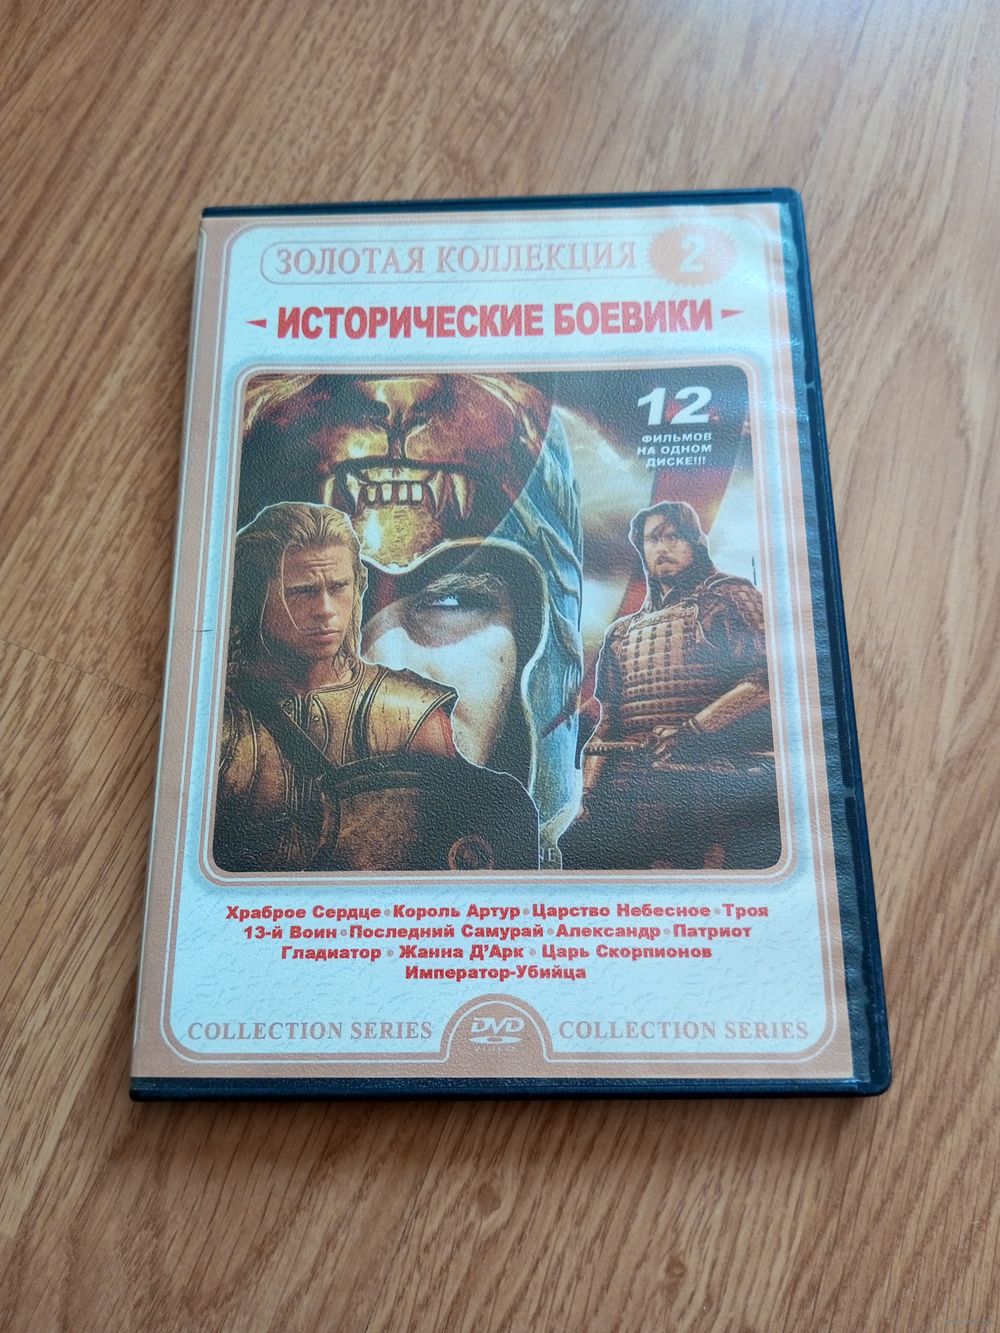 ЗОЛОТАЯ КОЛЛЕКЦИЯ 2
ИСТОРИЧЕСКИЕ БОЕВИКИ
12
ФИЛЬМОВ
НА ОДНОМ
ДИСКЕ!!!
Храброе Сердце • Король Артур • Царство Небесное • Троя
13-й Воин • Последний Самурай • Александр • Патриот
Гладиатор • Жанна Д'Арк • Царь Скорпионов
Император-Убийца
COLLECTION SERIES DVD COLLECTION SERIES
VIDEO